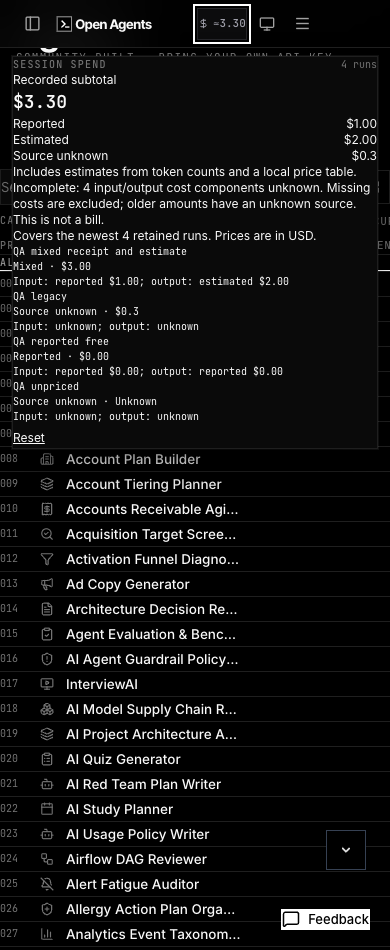 Open Agents
$ ≈3.30
COMMUNITY BUILT · BRING YOUR OWN API KEY
SESSION SPEND 4 runs
Recorded subtotal
$3.30
Reported $1.00
Estimated $2.00
Source unknown $0.3
Includes estimates from token counts and a local price table.
Incomplete: 4 input/output cost components unknown. Missing
costs are excluded; older amounts have an unknown source.
This is not a bill.
Covers the newest 4 retained runs. Prices are in USD.
QA mixed receipt and estimate
Mixed · $3.00
Input: reported $1.00; output: estimated $2.00
QA legacy
Source unknown · $0.3
Input: unknown; output: unknown
QA reported free
Reported · $0.00
Input: reported $0.00; output: reported $0.00
QA unpriced
Source unknown · Unknown
Input: unknown; output: unknown
Reset
008 Account Plan Builder
009 Account Tiering Planner
010 Accounts Receivable Agi...
011 Acquisition Target Scree...
012 Activation Funnel Diagno...
013 Ad Copy Generator
014 Architecture Decision Re...
015 Agent Evaluation & Benc...
016 AI Agent Guardrail Policy...
017 InterviewAI
018 AI Model Supply Chain R...
019 AI Project Architecture A...
020 AI Quiz Generator
021 AI Red Team Plan Writer
022 AI Study Planner
023 AI Usage Policy Writer
024 Airflow DAG Reviewer
025 Alert Fatigue Auditor
026 Allergy Action Plan Orga...
027 Analytics Event Taxonom...
Feedback